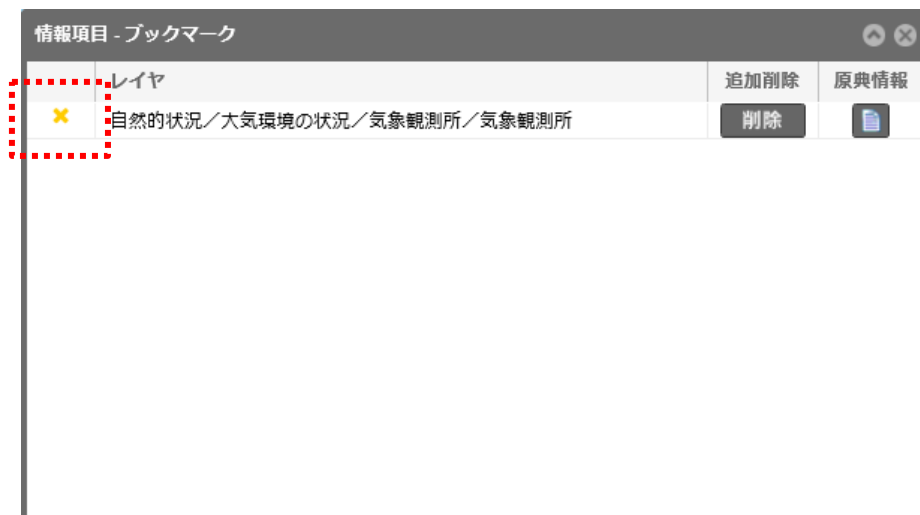 情報項目 - ブックマーク
レイヤ 追加削除 原典情報
自然的状況／大気環境の状況／気象観測所／気象観測所 削除